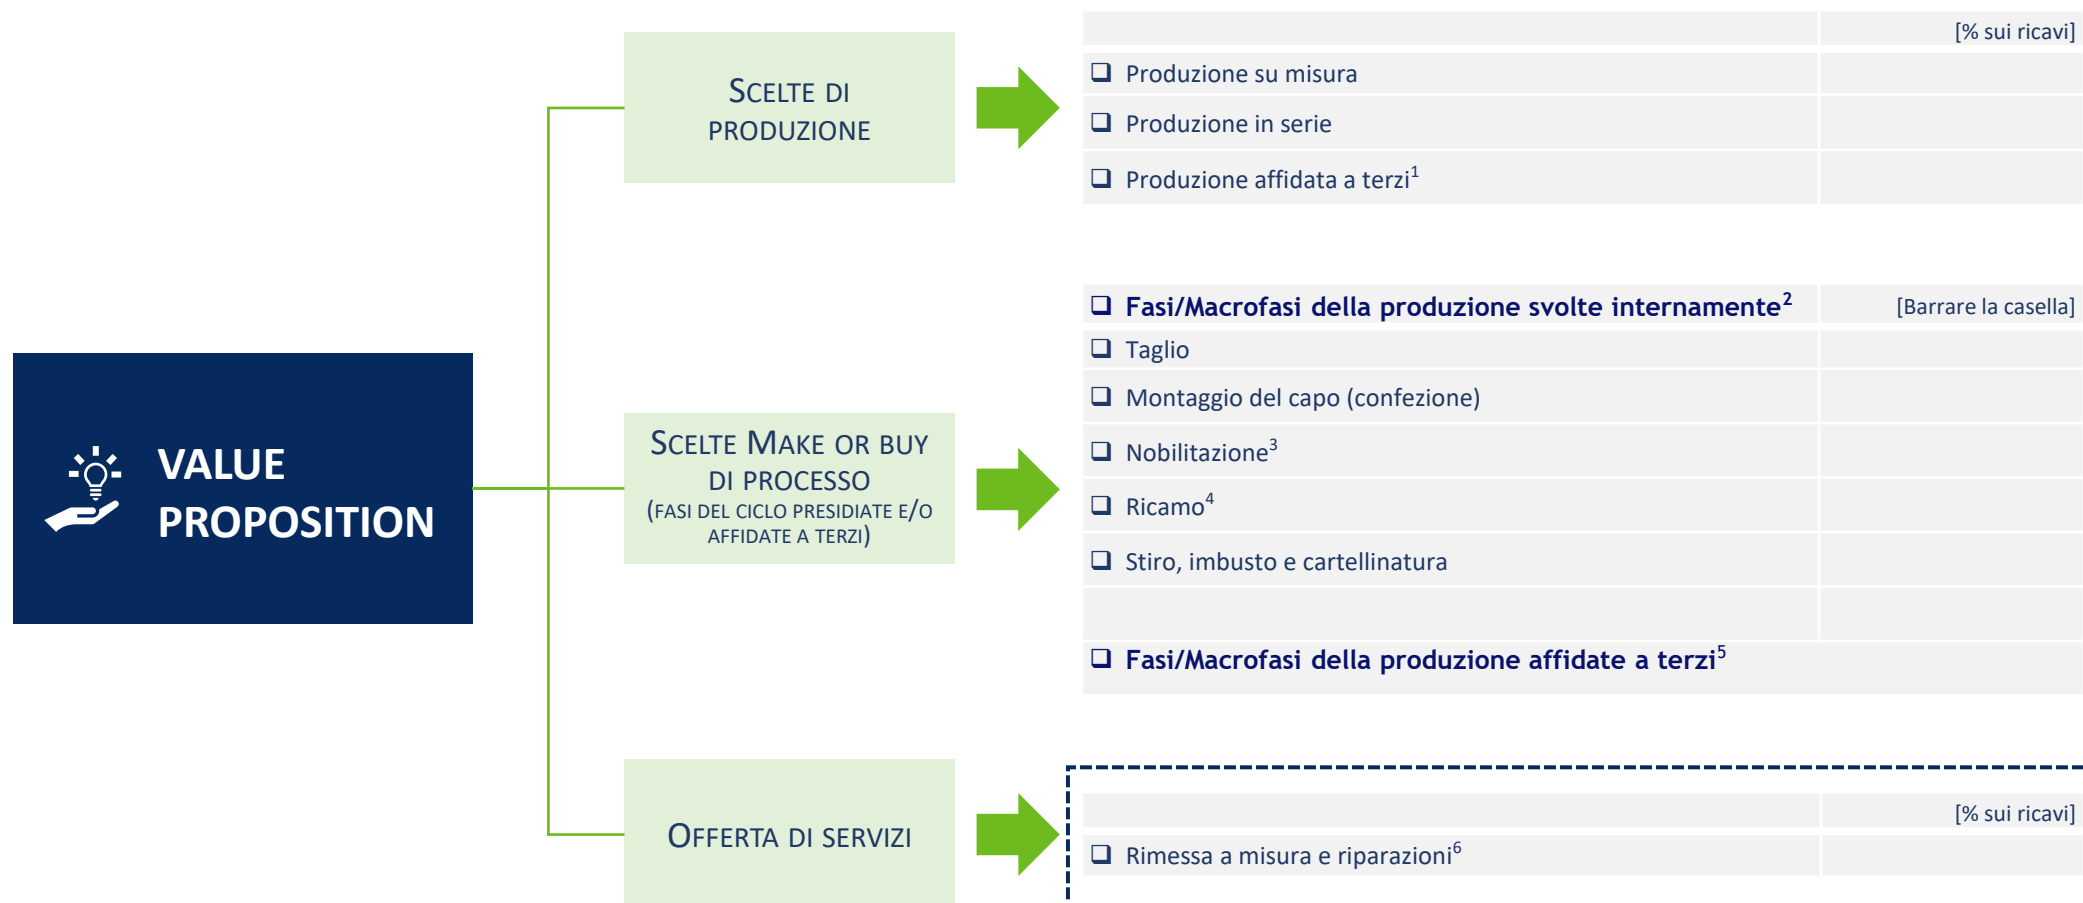 VALUE
PROPOSITION
SCELTE DI
PRODUZIONE
[% sui ricavi]
❑ Produzione su misura
❑ Produzione in serie
❑ Produzione affidata a terzi1
SCELTE MAKE OR BUY
DI PROCESSO
(FASI DEL CICLO PRESIDIATE E/O
AFFIDATE A TERZI)
❑ Fasi/Macrofasi della produzione svolte internamente2 [Barrare la casella]
❑ Taglio
❑ Montaggio del capo (confezione)
❑ Nobilitazione3
❑ Ricamo4
❑ Stiro, imbusto e cartellinatura
❑ Fasi/Macrofasi della produzione affidate a terzi5
OFFERTA DI SERVIZI
[% sui ricavi]
❑ Rimessa a misura e riparazioni6